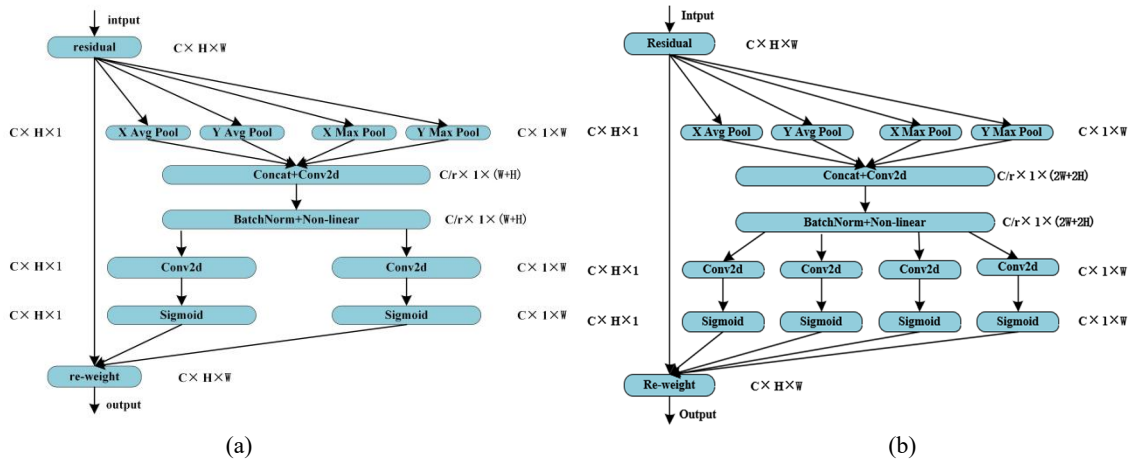 intput
residual
C× H×W
C× H×1
X Avg Pool
Y Avg Pool
X Max Pool
Y Max Pool
C× 1×W
Concat+Conv2d
C/r× 1×(W+H)
BatchNorm+Non-linear
C/r× 1×(W+H)
C× H×1
Conv2d
Conv2d
C× 1×W
C× H×1
Sigmoid
Sigmoid
C× 1×W
re-weight
C× H×W
output
(a)
Intput
Residual
C× H×W
C× H×1
X Avg Pool
Y Avg Pool
X Max Pool
Y Max Pool
C× 1×W
Concat+Conv2d
C/r× 1×(2W+2H)
BatchNorm+Non-linear
C/r× 1×(2W+2H)
C× H×1
Conv2d
Conv2d
Conv2d
Conv2d
C× 1×W
C× H×1
Sigmoid
Sigmoid
Sigmoid
Sigmoid
C× 1×W
Re-weight
C× H×W
Output
(b)